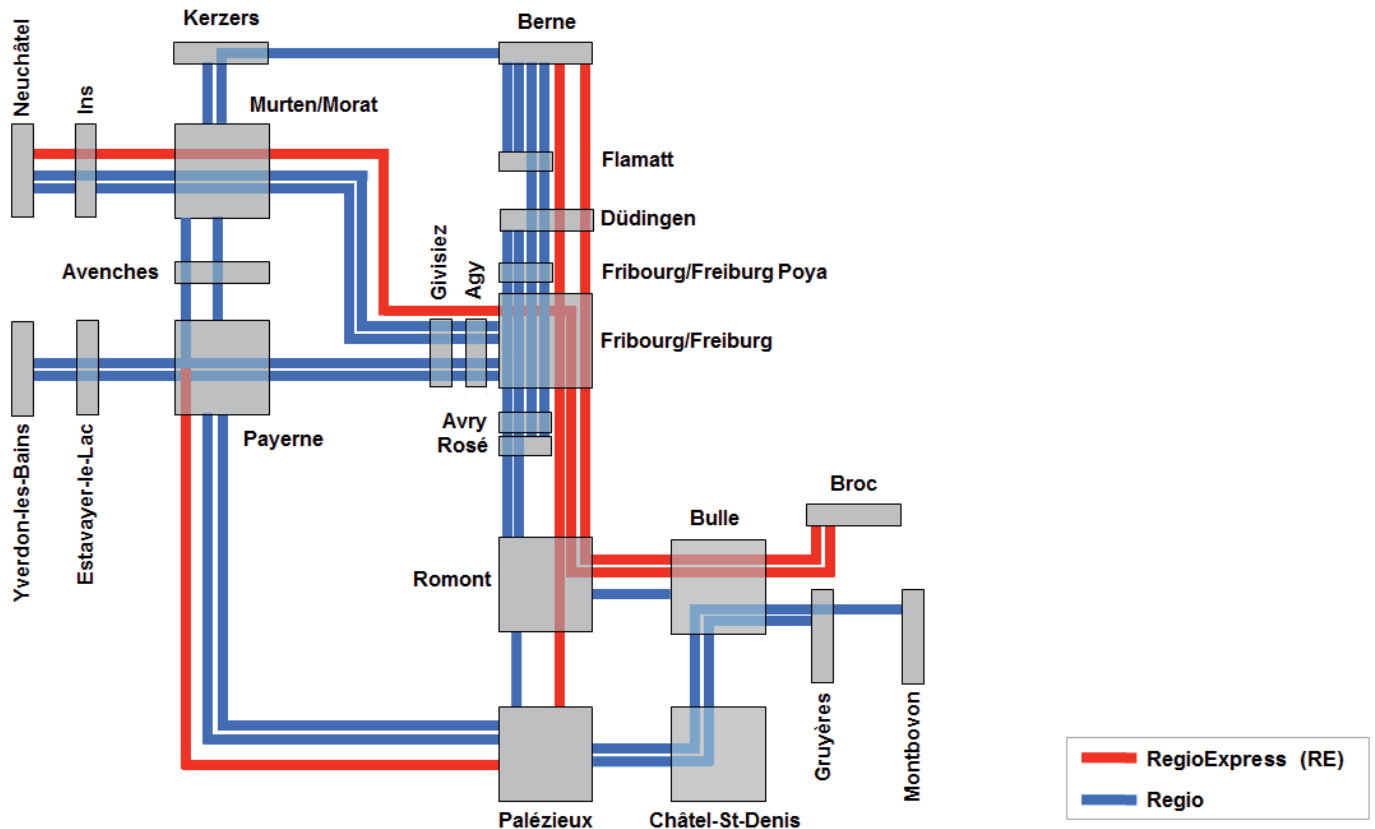 Kerzers
Berne
Neuchâtel
Ins
Murten/Morat
Flamatt
Düdingen
Avenches
Givisiez
Agy
Fribourg/Freiburg Poya
Fribourg/Freiburg
Yverdon-les-Bains
Estavayer-le-Lac
Payerne
Avry
Rosé
Broc
Bulle
Romont
Gruyères
Montbovon
Palézieux
Châtel-St-Denis
RegioExpress (RE)
Regio